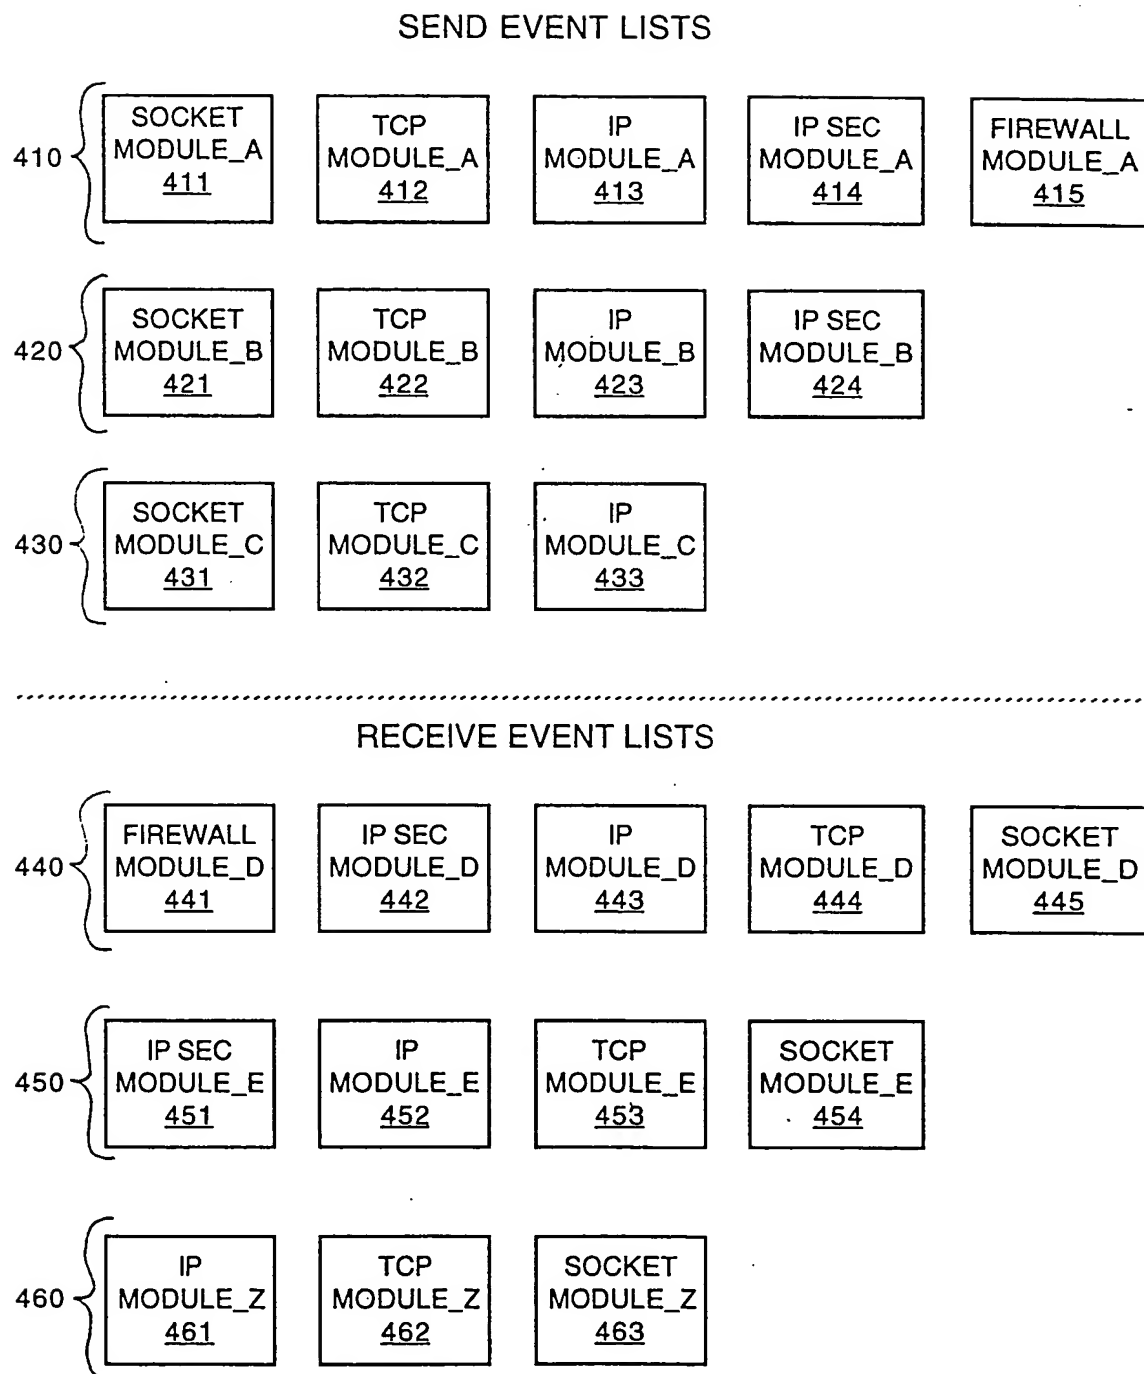 SEND EVENT LISTS
410
SOCKET
MODULE_A
411
TCP
MODULE_A
412
IP
MODULE_A
413
IP SEC
MODULE_A
414
FIREWALL
MODULE_A
415
420
SOCKET
MODULE_B
421
TCP
MODULE_B
422
IP
MODULE_B
423
IP SEC
MODULE_B
424
430
SOCKET
MODULE_C
431
TCP
MODULE_C
432
IP
MODULE_C
433
RECEIVE EVENT LISTS
440
FIREWALL
MODULE_D
441
IP SEC
MODULE_D
442
IP
MODULE_D
443
TCP
MODULE_D
444
SOCKET
MODULE_D
445
450
IP SEC
MODULE_E
451
IP
MODULE_E
452
TCP
MODULE_E
453
SOCKET
MODULE_E
454
460
IP
MODULE_Z
461
TCP
MODULE_Z
462
SOCKET
MODULE_Z
463